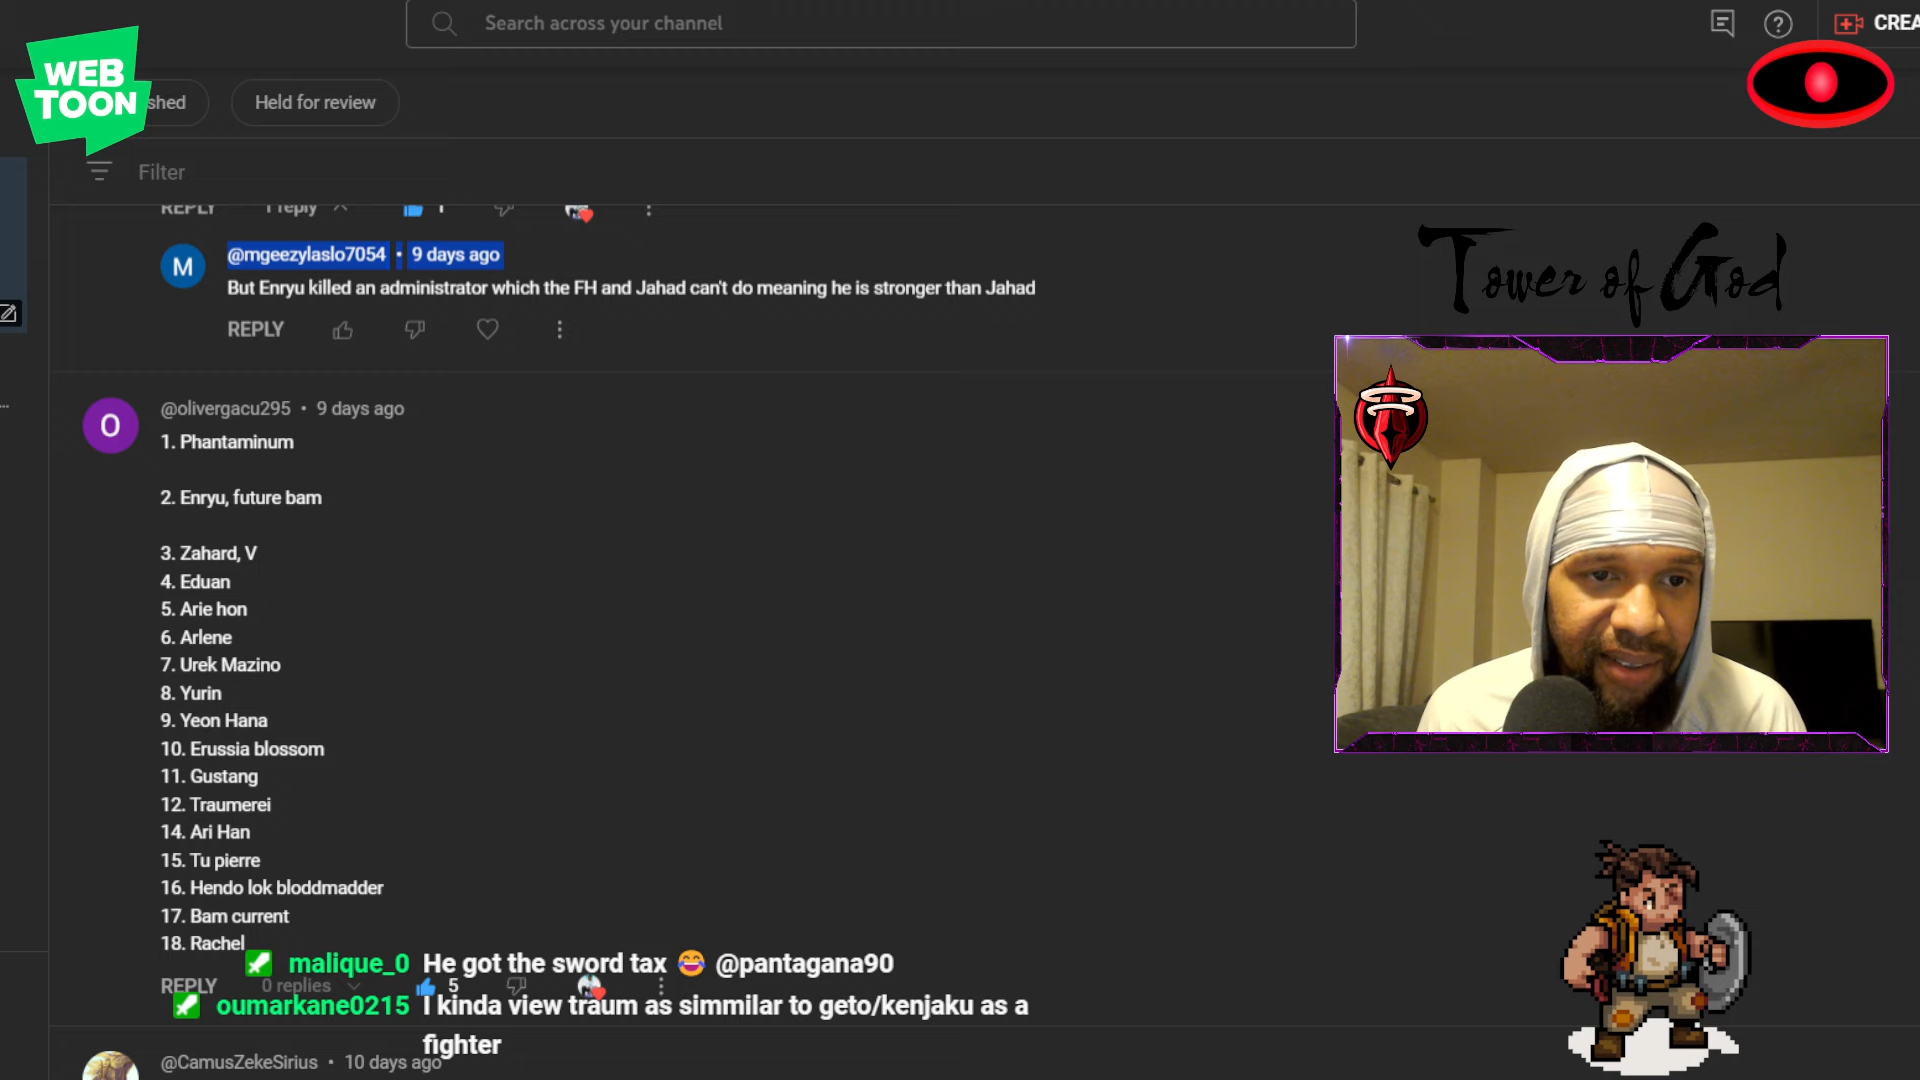 Search across your channel
CREA
WEB
TOON
shed
Held for review
Filter
REPLY 1 reply 1
M
@mgeezylaslo7054 · 9 days ago
But Enryu killed an administrator which the FH and Jahad can't do meaning he is stronger than Jahad
REPLY
Tower of God
O
@olivergacu295 • 9 days ago
1. Phantaminum
2. Enryu, future bam
3. Zahard, V
4. Eduan
5. Arie hon
6. Arlene
7. Urek Mazino
8. Yurin
9. Yeon Hana
10. Erussia blossom
11. Gustang
12. Traumerei
14. Ari Han
15. Tu pierre
16. Hendo lok bloddmadder
17. Bam current
18. Rachel
malique_0 He got the sword tax 😂 @pantagana90
REPLY 0 replies 5
oumarkane0215 I kinda view traum as simmilar to geto/kenjaku as a
fighter
@CamusZekeSirius • 10 days ago